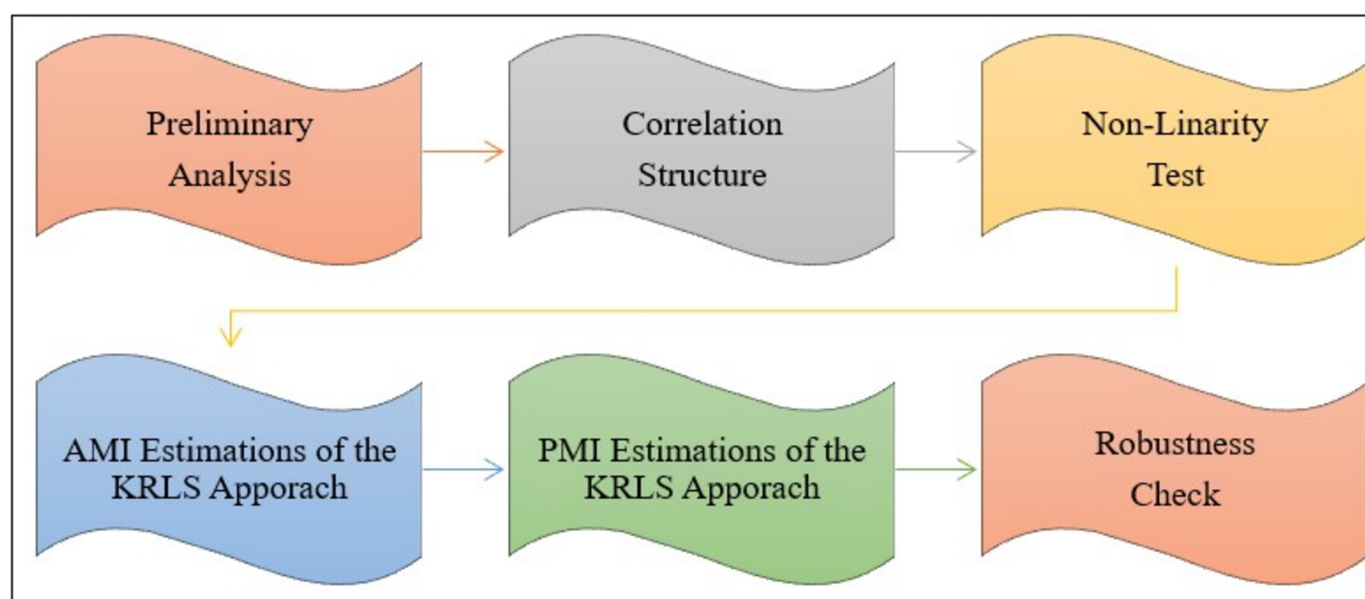 Preliminary
Analysis
Correlation
Structure
Non-Linarity
Test
AMI Estimations of the
KRLS Apporach
PMI Estimations of the
KRLS Apporach
Robustness
Check